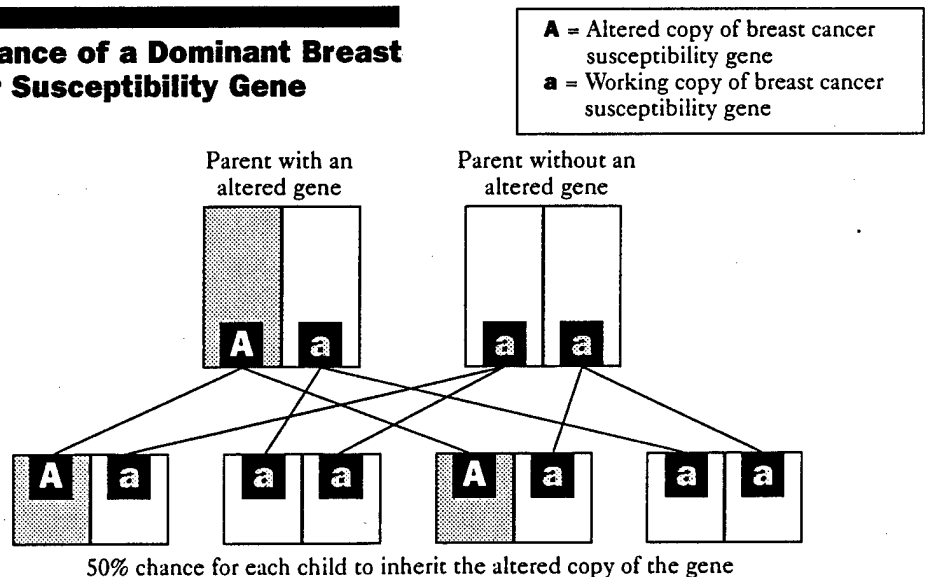 ance of a Dominant Breast
r Susceptibility Gene
A = Altered copy of breast cancer
susceptibility gene
a = Working copy of breast cancer
susceptibility gene
Parent with an
altered gene
Parent without an
altered gene
A a a a
A a a a A a a a
50% chance for each child to inherit the altered copy of the gene